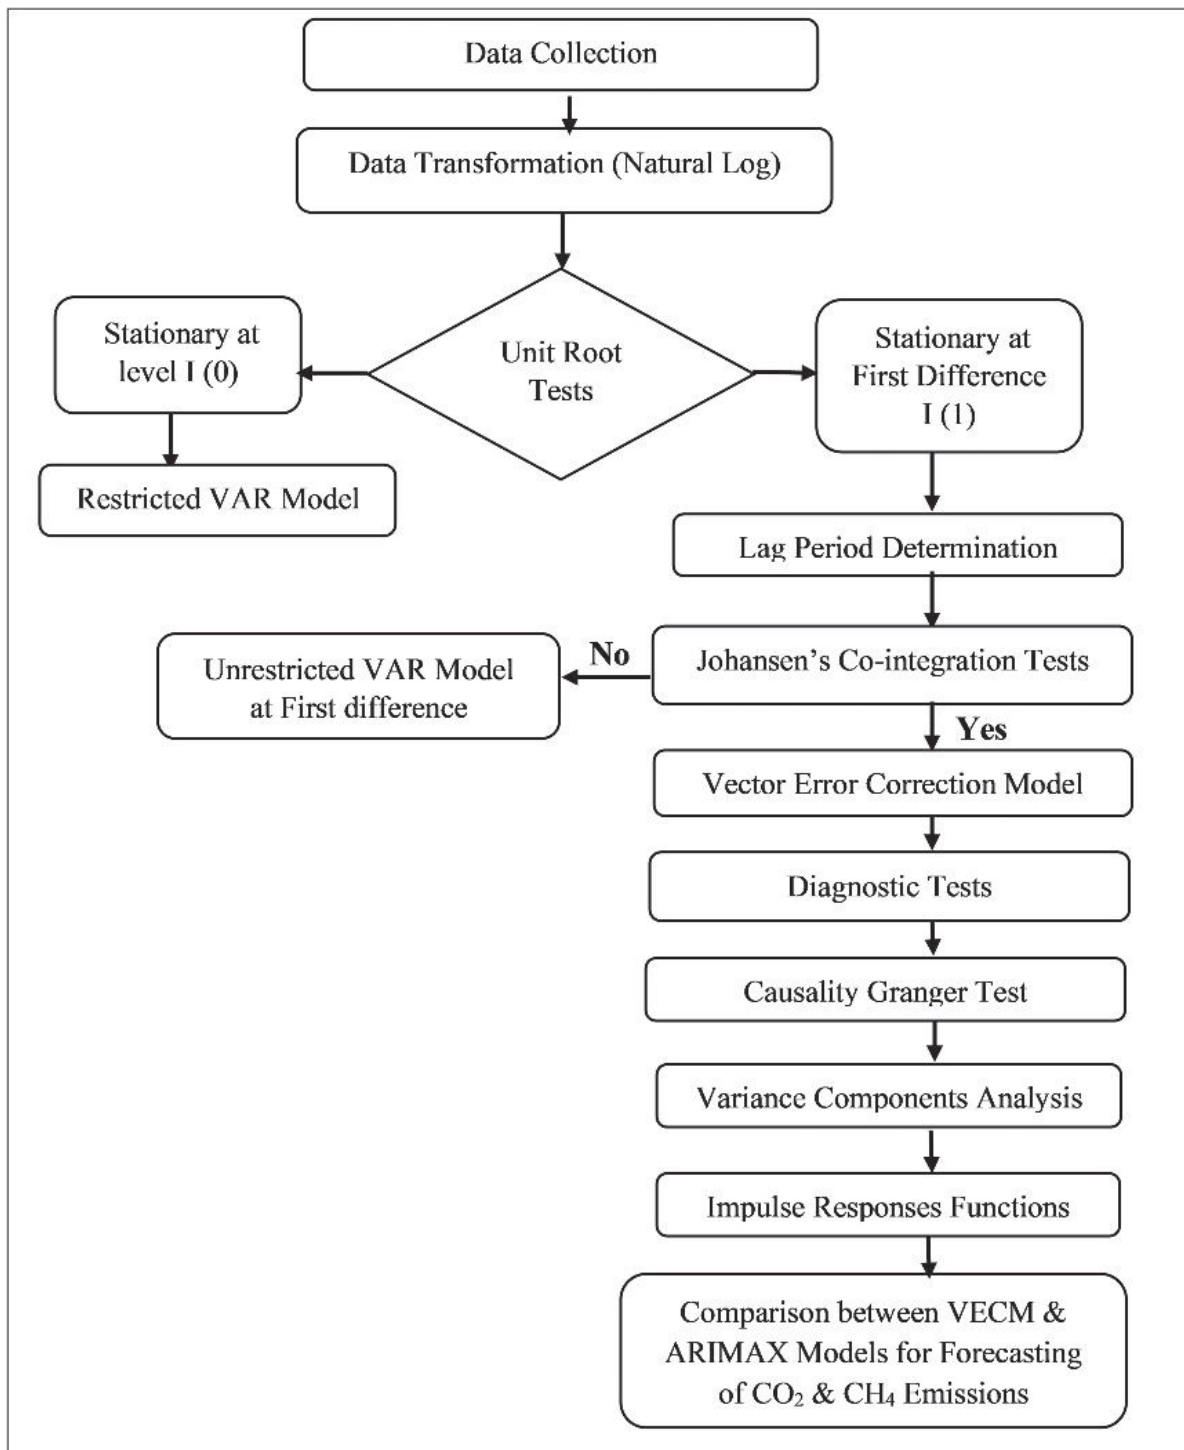 Data Collection
Data Transformation (Natural Log)
Unit Root
Tests
Stationary at
level I (0)
Stationary at
First Difference
I (1)
Restricted VAR Model
Lag Period Determination
Johansen’s Co-integration Tests
No
Unrestricted VAR Model
at First difference
Yes
Vector Error Correction Model
Diagnostic Tests
Causality Granger Test
Variance Components Analysis
Impulse Responses Functions
Comparison between VECM &
ARIMAX Models for Forecasting
of CO₂ & CH₄ Emissions